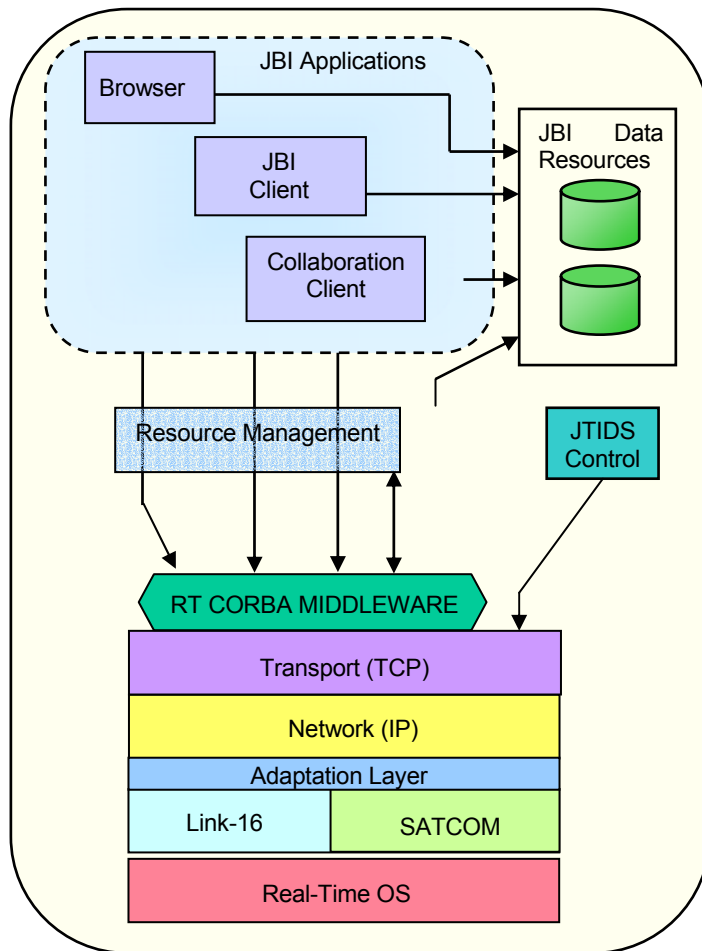 JBI Applications
Browser
JBI
Client
Collaboration
Client
JBI Data
Resources
Resource Management
JTIDS
Control
RT CORBA MIDDLEWARE
Transport (TCP)
Network (IP)
Adaptation Layer
Link-16
SATCOM
Real-Time OS